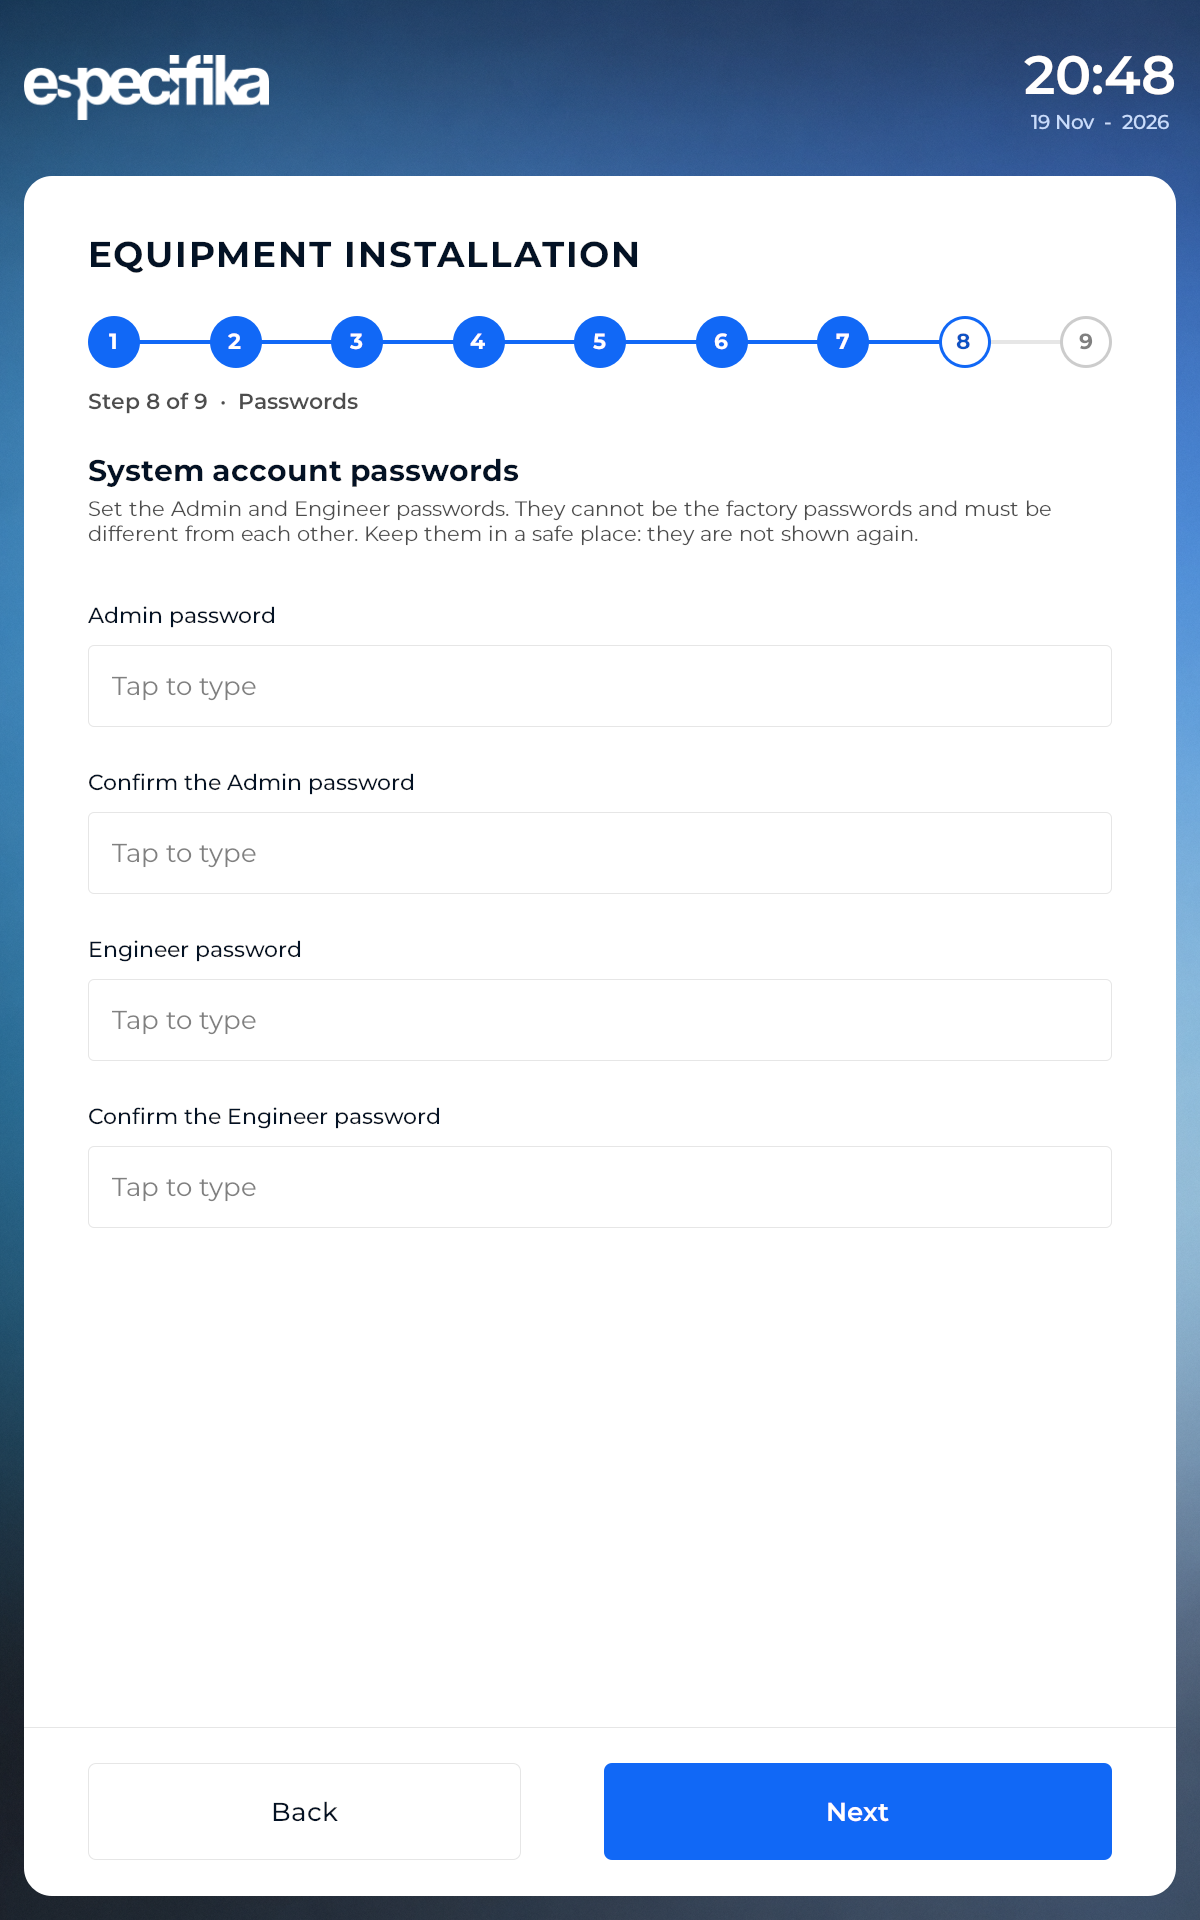 especifika
20:48
19 Nov - 2026
EQUIPMENT INSTALLATION
1 2 3 4 5 6 7 8 9
Step 8 of 9 · Passwords
System account passwords
Set the Admin and Engineer passwords. They cannot be the factory passwords and must be
different from each other. Keep them in a safe place: they are not shown again.
Admin password
Tap to type
Confirm the Admin password
Tap to type
Engineer password
Tap to type
Confirm the Engineer password
Tap to type
Back
Next